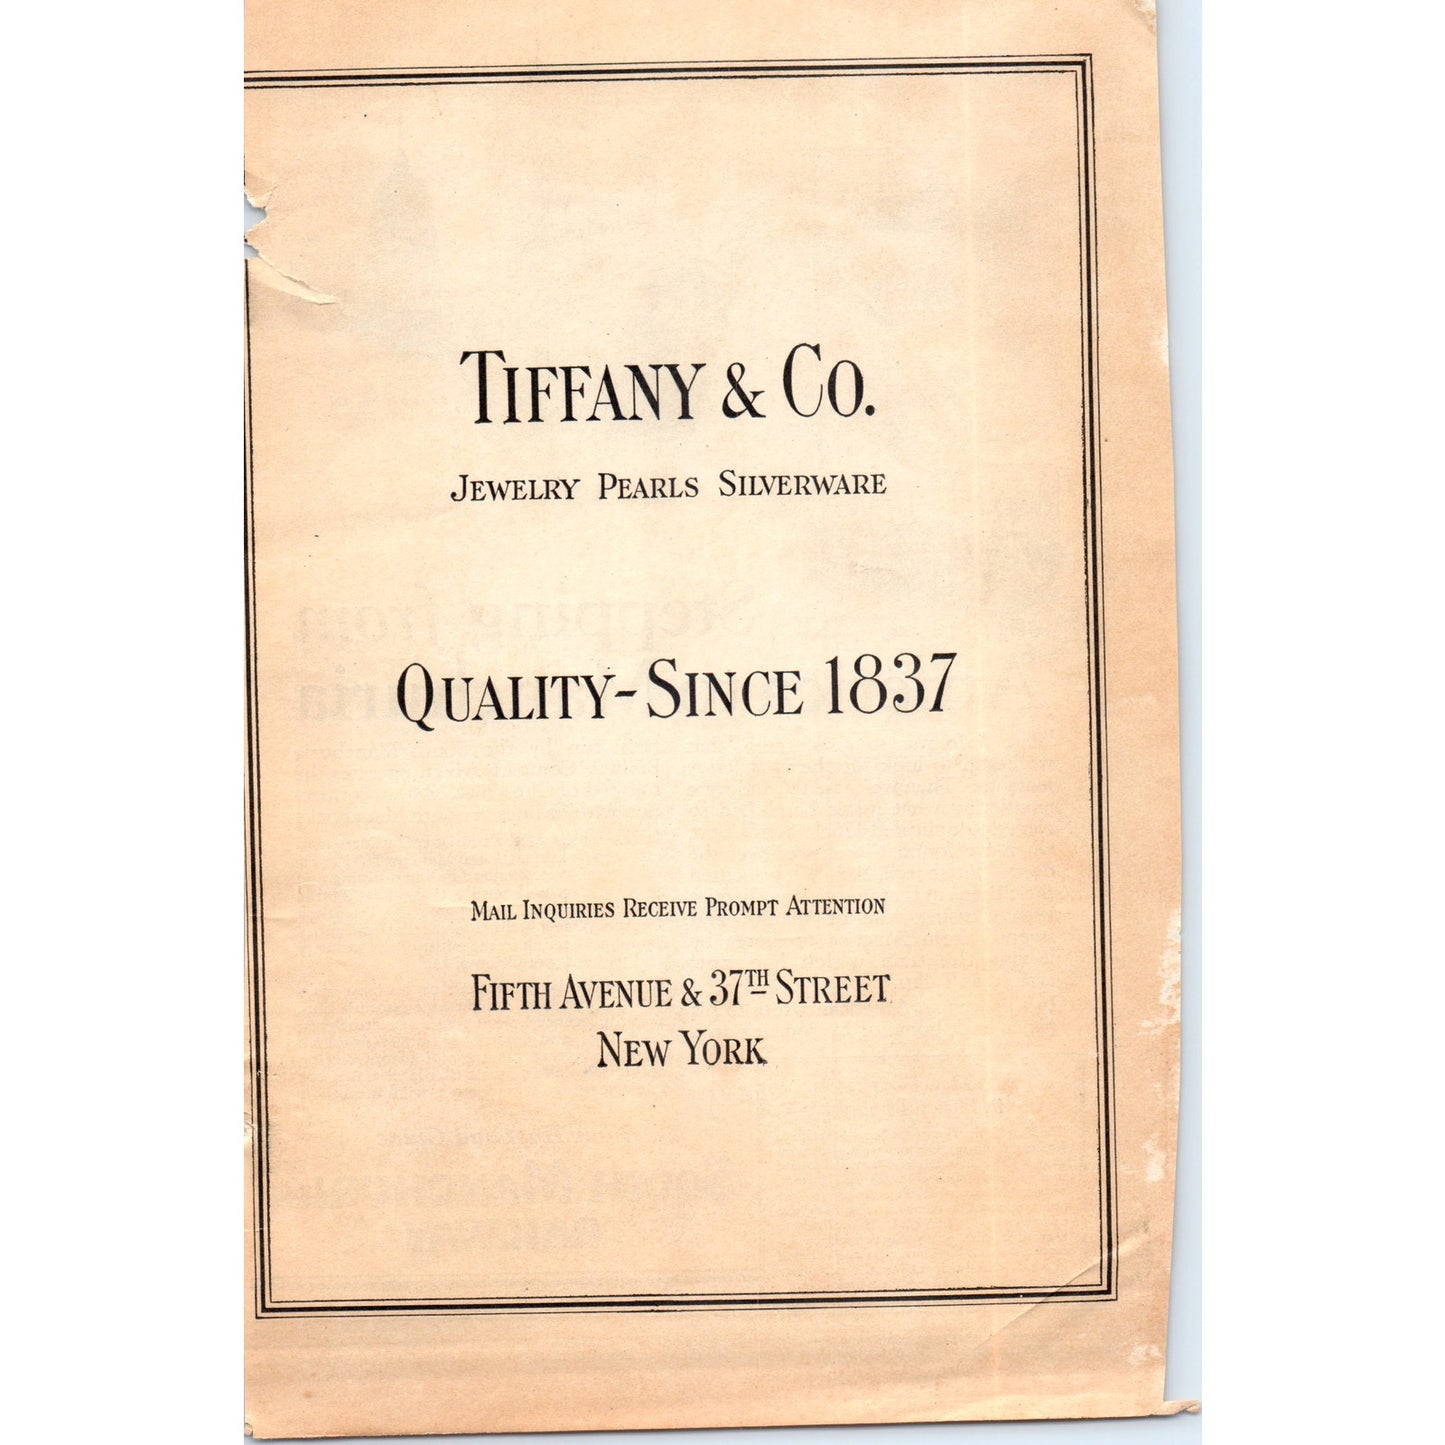 TIFFANY & CO.
JEWELRY PEARLS SILVERWARE
QUALITY-SINCE 1837
MAIL INQUIRIES RECEIVE PROMPT ATTENTION
FIFTH AVENUE & 37TH STREET
NEW YORK